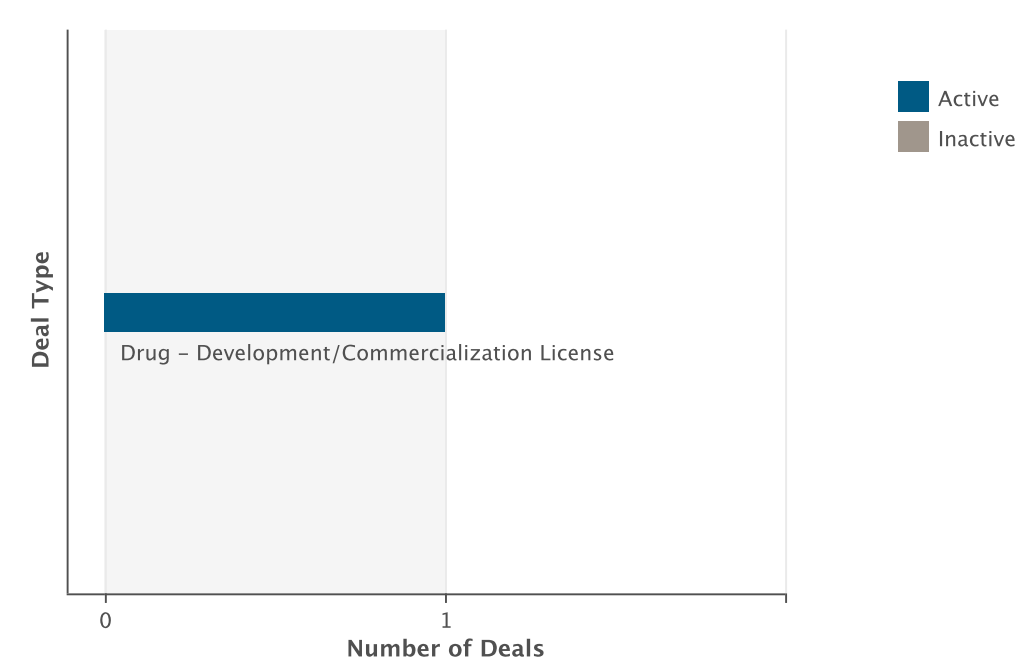 Active
Inactive
Deal Type
Drug – Development/Commercialization License
0
1
Number of Deals